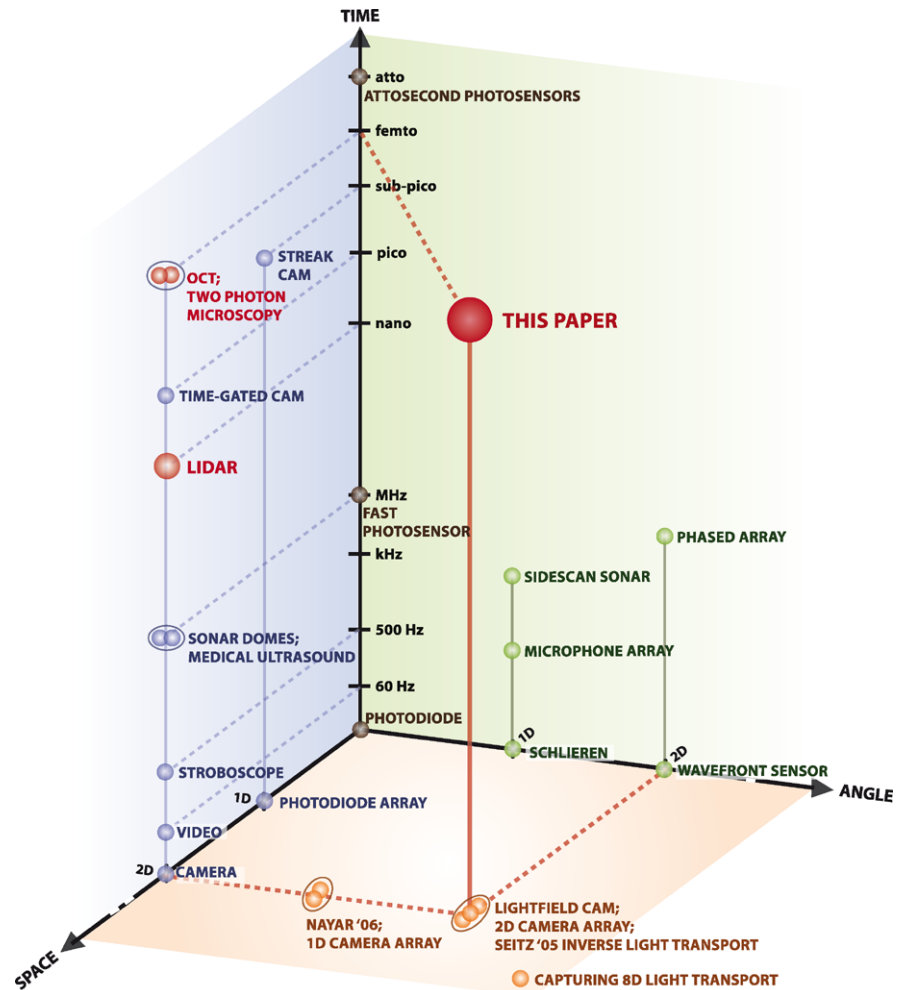 TIME
atto
ATTOSECOND PHOTOSENSORS
femto
sub-pico
pico
STREAK
CAM
OCT;
TWO PHOTON
MICROSCOPY
nano
THIS PAPER
TIME-GATED CAM
LIDAR
MHz
FAST
PHOTOSENSOR
kHz
PHASED ARRAY
SIDESCAN SONAR
500 Hz
SONAR DOMES;
MEDICAL ULTRASOUND
MICROPHONE ARRAY
60 Hz
PHOTODIODE
1D
SCHLIEREN
2D
WAVEFRONT SENSOR
ANGLE
STROBOSCOPE
1D
PHOTODIODE ARRAY
VIDEO
2D
CAMERA
NAYAR '06;
1D CAMERA ARRAY
LIGHTFIELD CAM;
2D CAMERA ARRAY;
SEITZ '05 INVERSE LIGHT TRANSPORT
SPACE
CAPTURING 8D LIGHT TRANSPORT